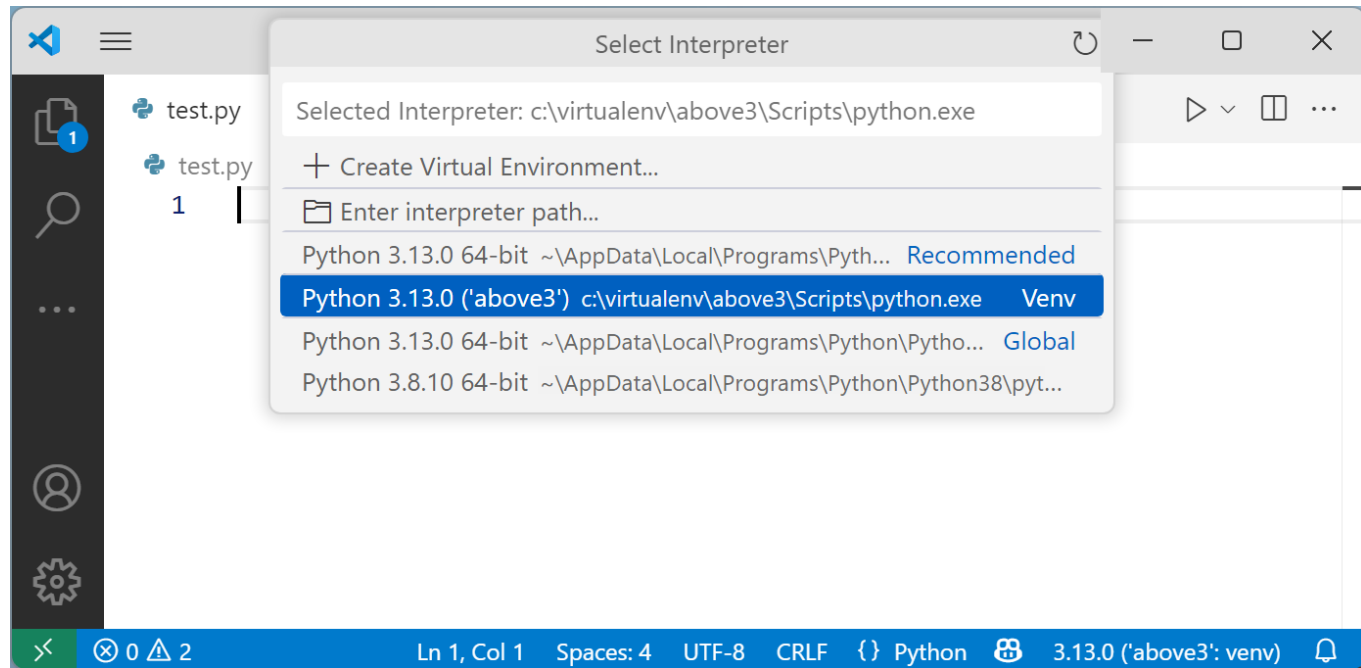 Select Interpreter
1
test.py
Selected Interpreter: c:\virtualenv\above3\Scripts\python.exe
test.py
Create Virtual Environment...
1
Enter interpreter path...
Python 3.13.0 64-bit ~\AppData\Local\Programs\Pyth... Recommended
Python 3.13.0 ('above3') c:\virtualenv\above3\Scripts\python.exe Venv
Python 3.13.0 64-bit ~\AppData\Local\Programs\Python\Pytho... Global
Python 3.8.10 64-bit ~\AppData\Local\Programs\Python\Python38\pyt...
0 2 Ln 1, Col 1 Spaces: 4 UTF-8 CRLF {} Python 3.13.0 ('above3': venv)